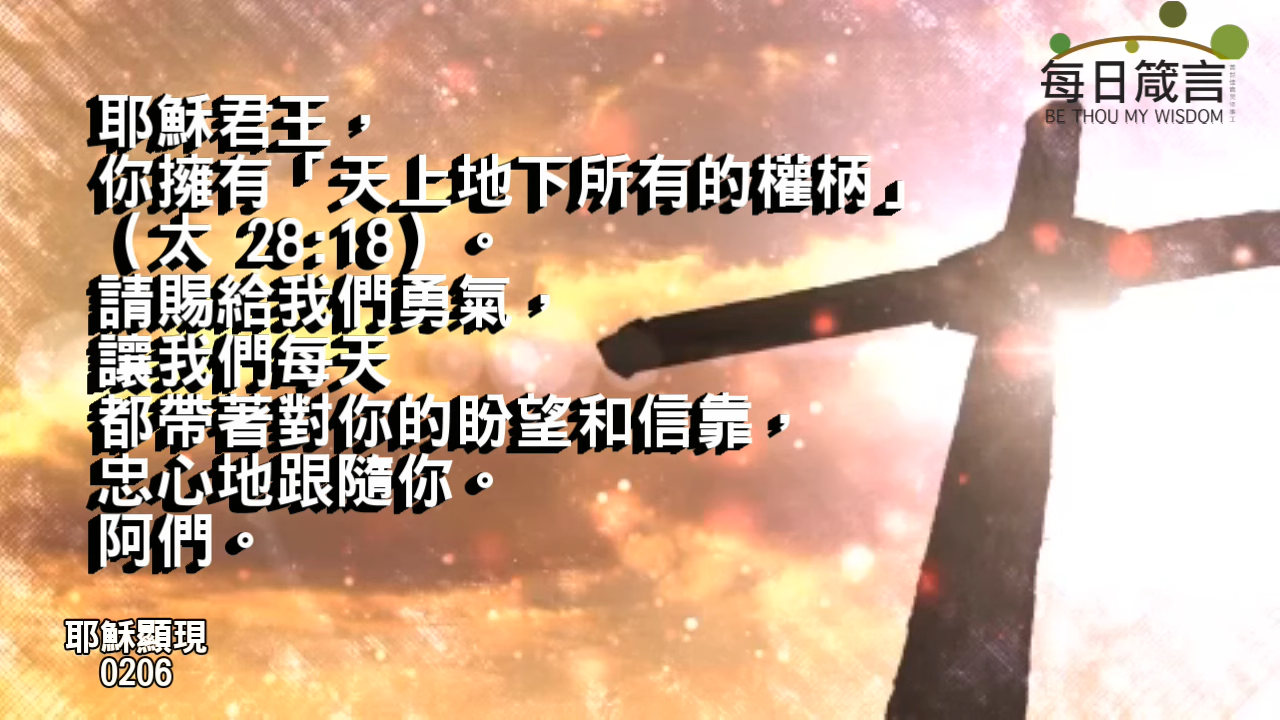 每日箴言
BE THOU MY WISDOM
耶穌君王，
你擁有「天上地下所有的權柄」
（太 28:18）。
請賜給我們勇氣，
讓我們每天
都帶著對你的盼望和信靠，
忠心地跟隨你。
阿們。
耶穌顯現
0206